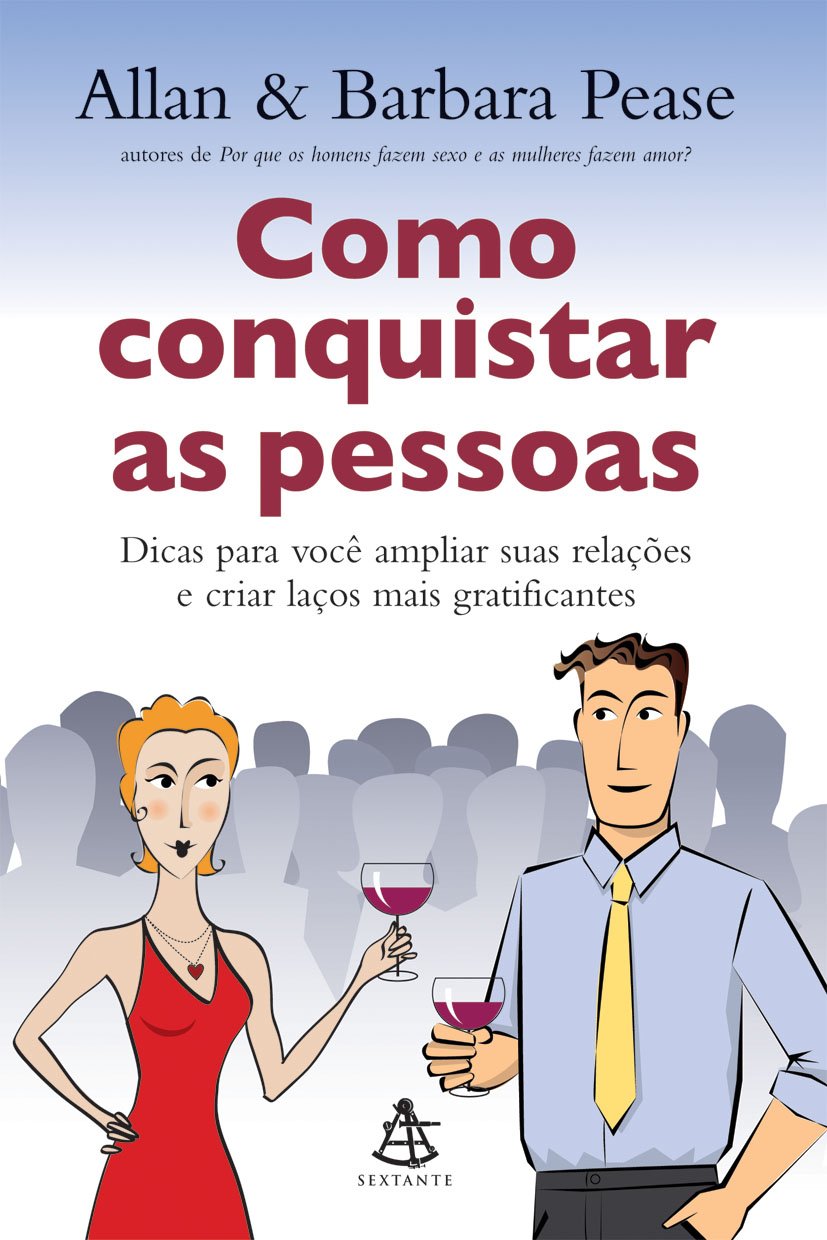 Allan & Barbara Pease
autores de Por que os homens fazem sexo e as mulheres fazem amor?
Como
conquistar
as pessoas
Dicas para você ampliar suas relações
e criar laços mais gratificantes
SEXTANTE